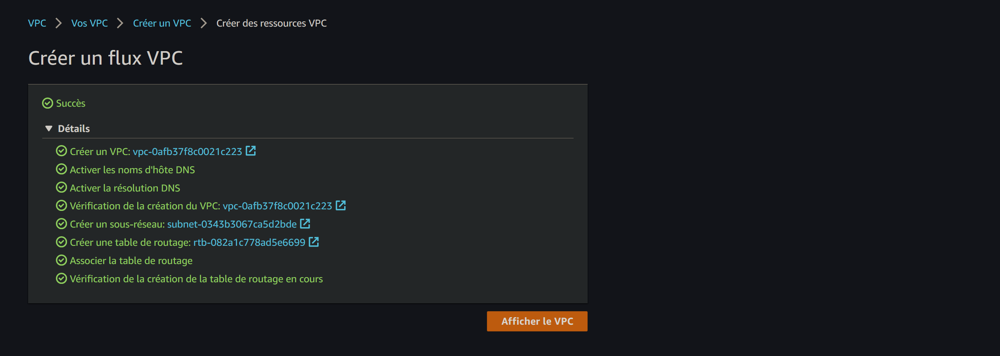 VPC Vos VPC Créer un VPC Créer des ressources VPC
Créer un flux VPC
Succès
Détails
Créer un VPC: vpc-0afb37f8c0021c223
Activer les noms d'hôte DNS
Activer la résolution DNS
Vérification de la création du VPC: vpc-0afb37f8c0021c223
Créer un sous-réseau: subnet-0343b3067ca5d2bde
Créer une table de routage: rtb-082a1c778ad5e6699
Associer la table de routage
Vérification de la création de la table de routage en cours
Afficher le VPC